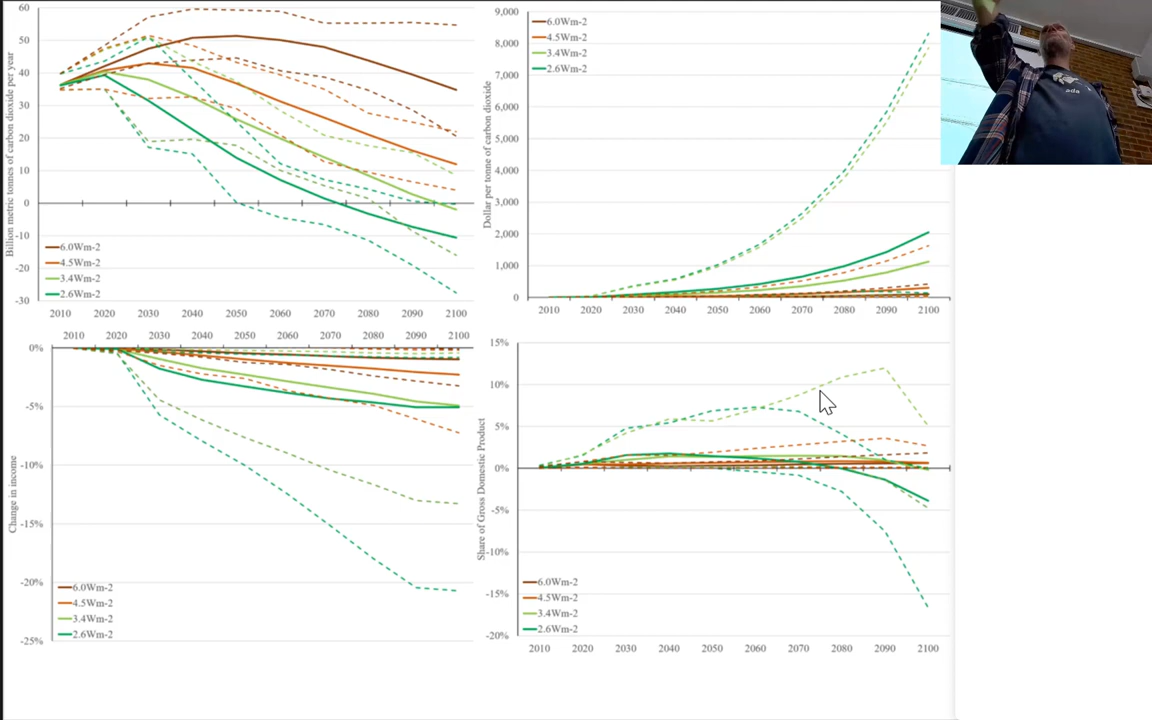 Billion metric tonnes of carbon dioxide per year
60
50
40
30
20
10
0
-10
-20
-30
6.0Wm-2
4.5Wm-2
3.4Wm-2
2.6Wm-2
2010 2020 2030 2040 2050 2060 2070 2080 2090 2100
Dollar per tonne of carbon dioxide
9,000
8,000
7,000
6,000
5,000
4,000
3,000
2,000
1,000
0
6.0Wm-2
4.5Wm-2
3.4Wm-2
2.6Wm-2
2010 2020 2030 2040 2050 2060 2070 2080 2090 2100
Change in income
2010 2020 2030 2040 2050 2060 2070 2080 2090 2100
0%
-5%
-10%
-15%
-20%
-25%
6.0Wm-2
4.5Wm-2
3.4Wm-2
2.6Wm-2
Share of Gross Domestic Product
15%
10%
5%
0%
-5%
-10%
-15%
-20%
6.0Wm-2
4.5Wm-2
3.4Wm-2
2.6Wm-2
2010 2020 2030 2040 2050 2060 2070 2080 2090 2100